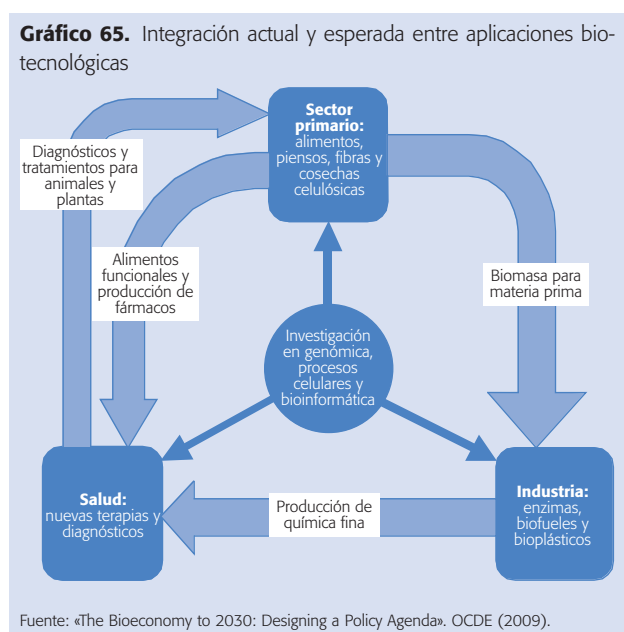 Gráfico 65. Integración actual y esperada entre aplicaciones bio-
tecnológicas
Sector
primario:
alimentos,
piensos, fibras y
cosechas
celulósicas
Diagnósticos y
tratamientos para
animales y
plantas
Alimentos
funcionales y
producción de
fármacos
Biomasa para
materia prima
Investigación
en genómica,
procesos
celulares y
bioinformática
Salud:
nuevas terapias y
diagnósticos
Producción de
química fina
Industria:
enzimas,
biofueles y
bioplásticos
Fuente: «The Bioeconomy to 2030: Designing a Policy Agenda». OCDE (2009).